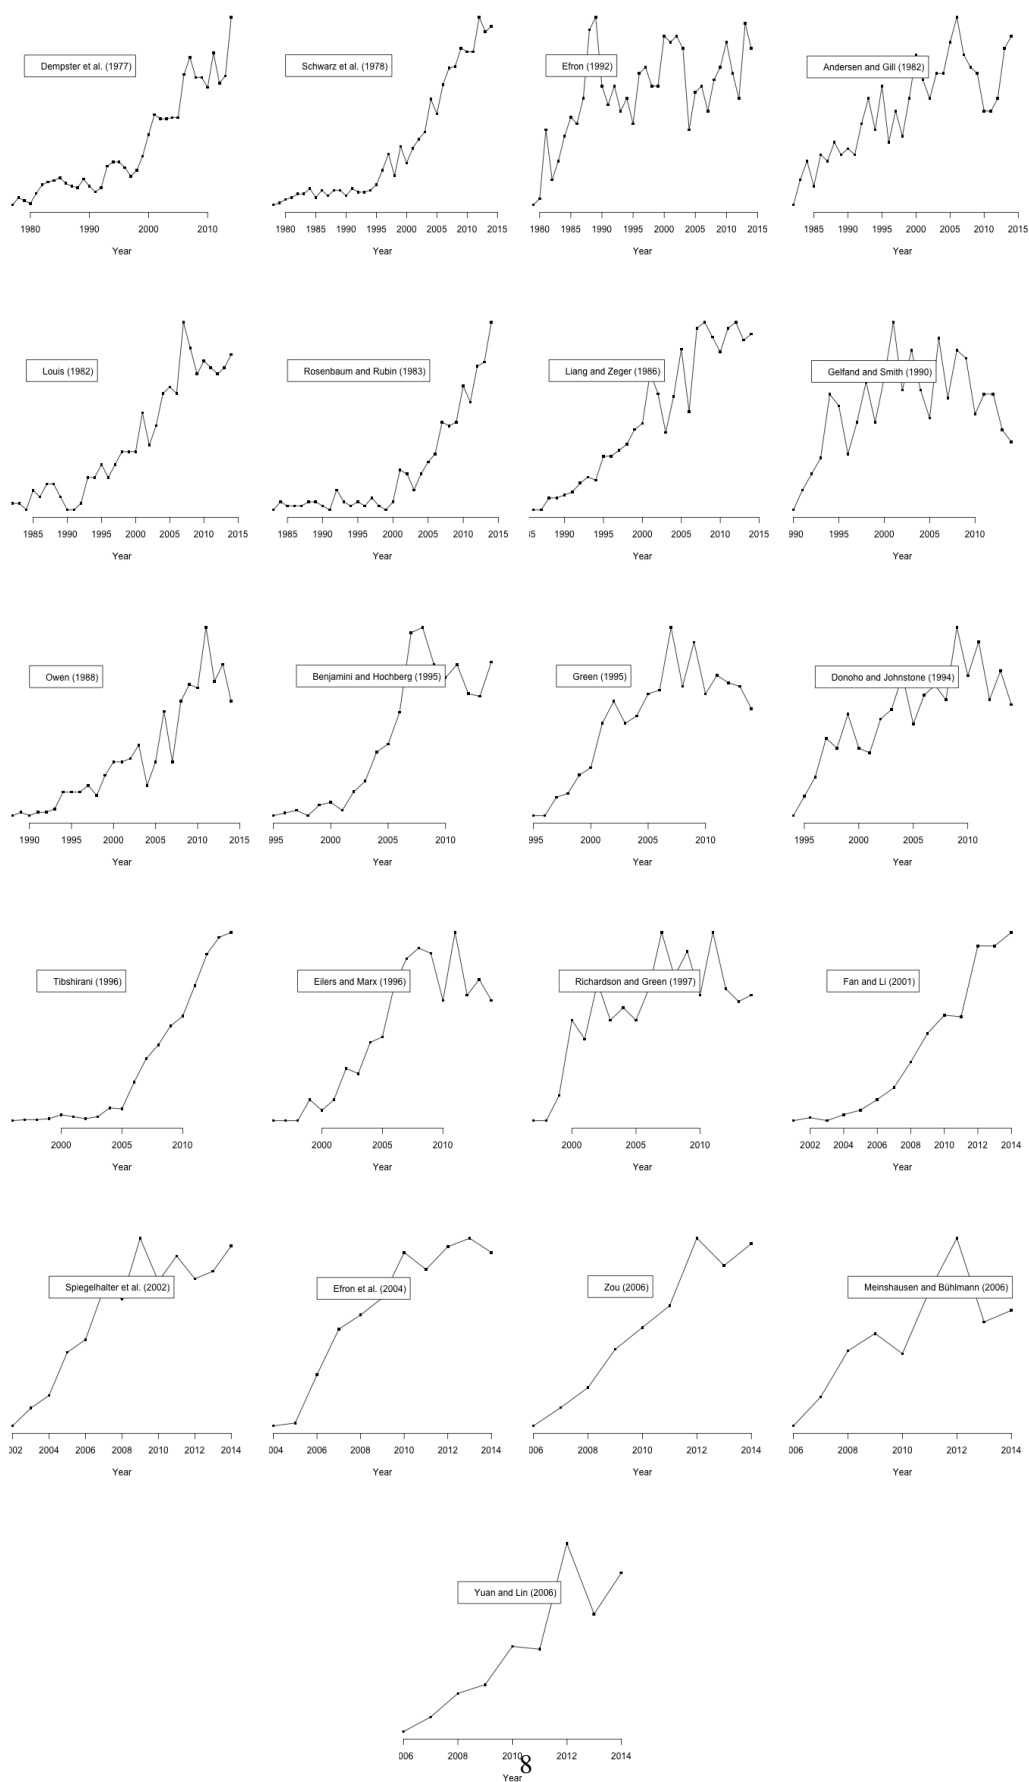 Dempster et al. (1977)
Schwarz et al. (1978)
Efron (1992)
Andersen and Gill (1982)
1980 1990 2000 2010
1980 1985 1990 1995 2000 2005 2010 2015
1980 1985 1990 1995 2000 2005 2010 2015
1985 1990 1995 2000 2005 2010 2015
Year Year Year Year
Louis (1982)
Rosenbaum and Rubin (1983)
Liang and Zeger (1986)
Gelfand and Smith (1990)
1985 1990 1995 2000 2005 2010 2015
1985 1990 1995 2000 2005 2010 2015
86 1990 1995 2000 2005 2010 2015
990 1995 2000 2005 2010
Year Year Year Year
Owen (1988)
Benjamini and Hochberg (1995)
Green (1995)
Donoho and Johnstone (1994)
1990 1995 2000 2005 2010 2015
995 2000 2005 2010
995 2000 2005 2010
1995 2000 2005 2010
Year Year Year Year
Tibshirani (1996)
Eilers and Marx (1996)
Richardson and Green (1997)
Fan and Li (2001)
2000 2005 2010
2000 2005 2010
2000 2005 2010
2002 2004 2006 2008 2010 2012 2014
Year Year Year Year
Spiegelhalter et al. (2002)
Efron et al. (2004)
Zou (2006)
Meinshausen and Bühlmann (2006)
002 2004 2006 2008 2010 2012 2014
004 2006 2008 2010 2012 2014
006 2008 2010 2012 2014
006 2008 2010 2012 2014
Year Year Year Year
Yuan and Lin (2006)
006 2008 2010 2012 2014
8
Year